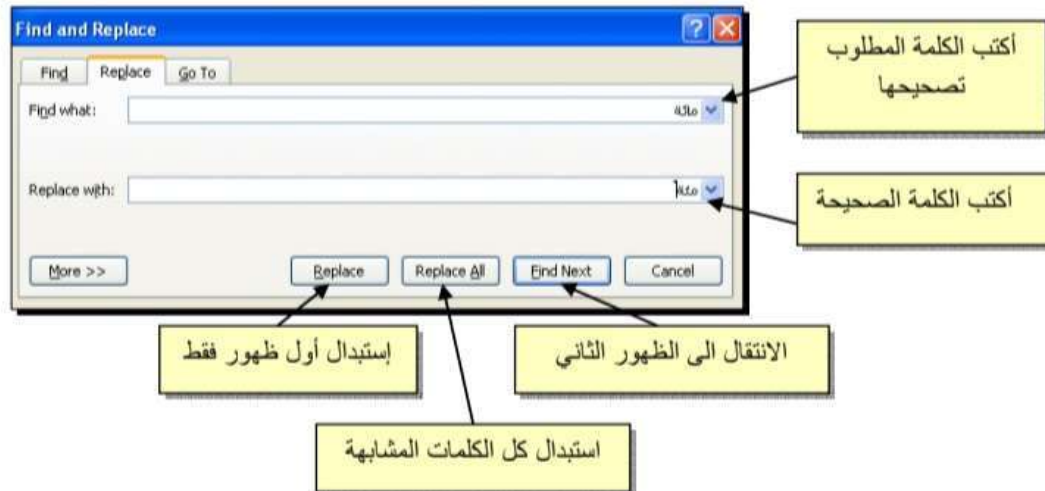 Find and Replace
أكتب الكلمة المطلوب
تصحيحها
Find Replace Go To
Find what: مائة
Replace with: مئة
أكتب الكلمة الصحيحة
More >> Replace Replace All Find Next Cancel
إستبدال أول ظهور فقط
الانتقال الى الظهور الثاني
استبدال كل الكلمات المشابهة